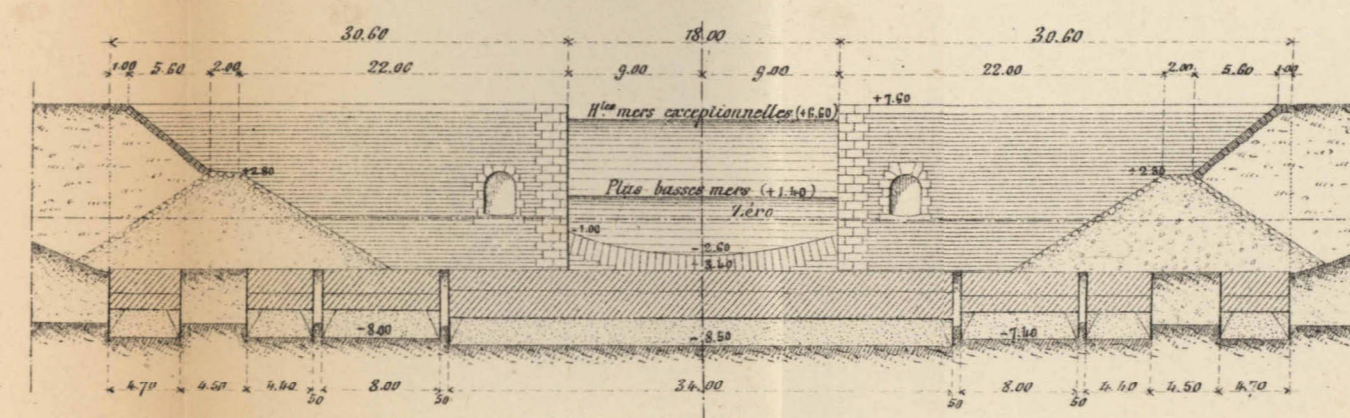 30.60 18.00 30.60
1.00 5.60 2.00 22.00 9.00 9.00 22.00 2.00 5.60 1.00
H.tes mers exceptionnelles (+6.60) +7.60
+2.80 +2.80
Plus basses mers (+1.40)
Zéro
-1.00
-2.60
-3.40
-8.00 -8.50 -7.40
4.70 4.50 4.40 8.00 34.00 8.00 4.40 4.50 4.70
50 50 50 50